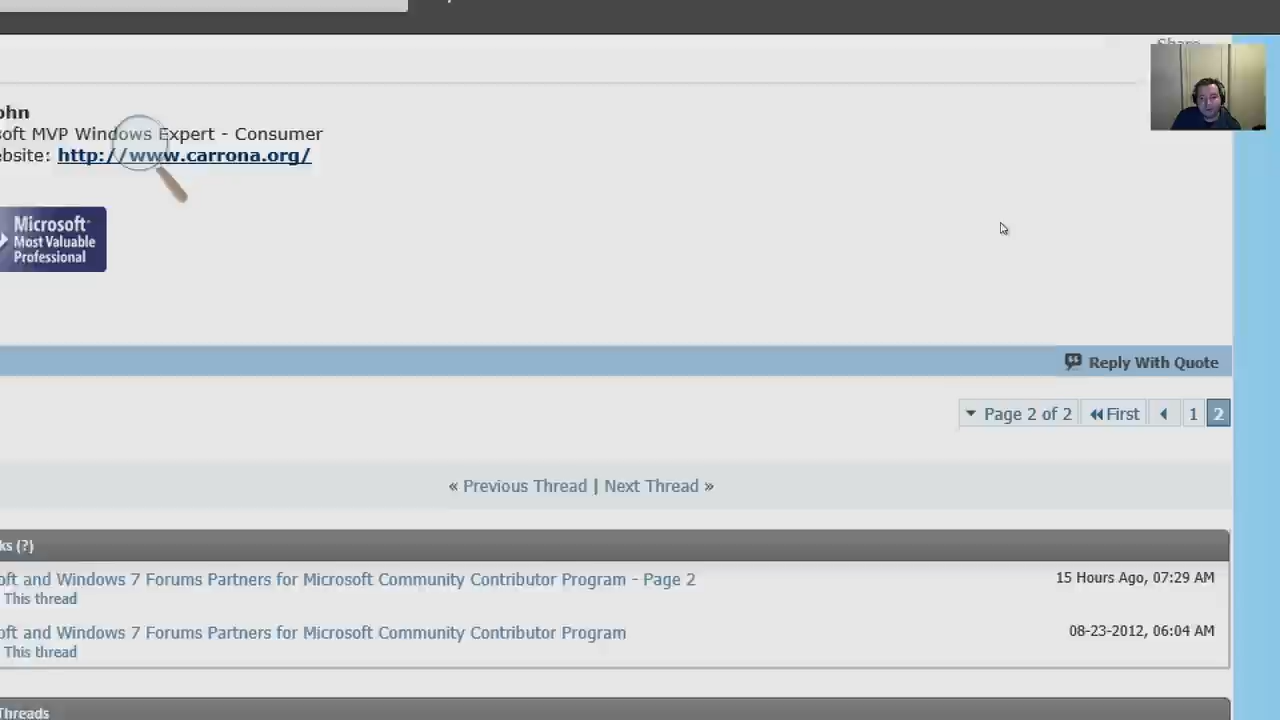 Share
ohn
soft MVP Windows Expert - Consumer
ebsite: http://www.carrona.org/
Microsoft
Most Valuable
Professional
Reply With Quote
Page 2 of 2 First 1 2
« Previous Thread | Next Thread »
ks (?)
oft and Windows 7 Forums Partners for Microsoft Community Contributor Program - Page 2 15 Hours Ago, 07:29 AM
This thread
oft and Windows 7 Forums Partners for Microsoft Community Contributor Program 08-23-2012, 06:04 AM
This thread
Threads